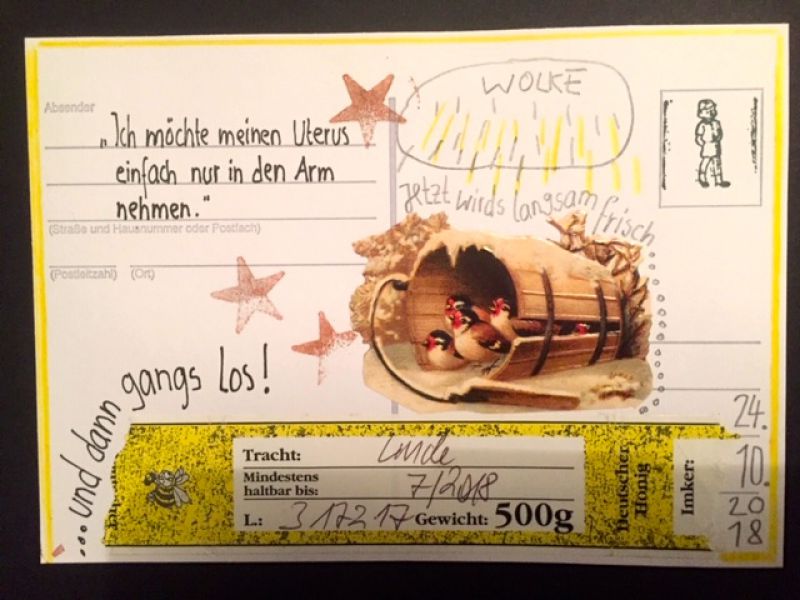 Absender
„Ich möchte meinen Uterus
einfach nur in den Arm
nehmen."
(Straße und Hausnummer oder Postfach)
(Postleitzahl) (Ort)
WOLKE
Jetzt wirds langsam frisch
...und dann gangs los!
Tracht: Linde
Mindestens
haltbar bis: 7/2018
L.: 317217 Gewicht: 500g
Deutscher
Honig
Imker:
24.
10.
20
18